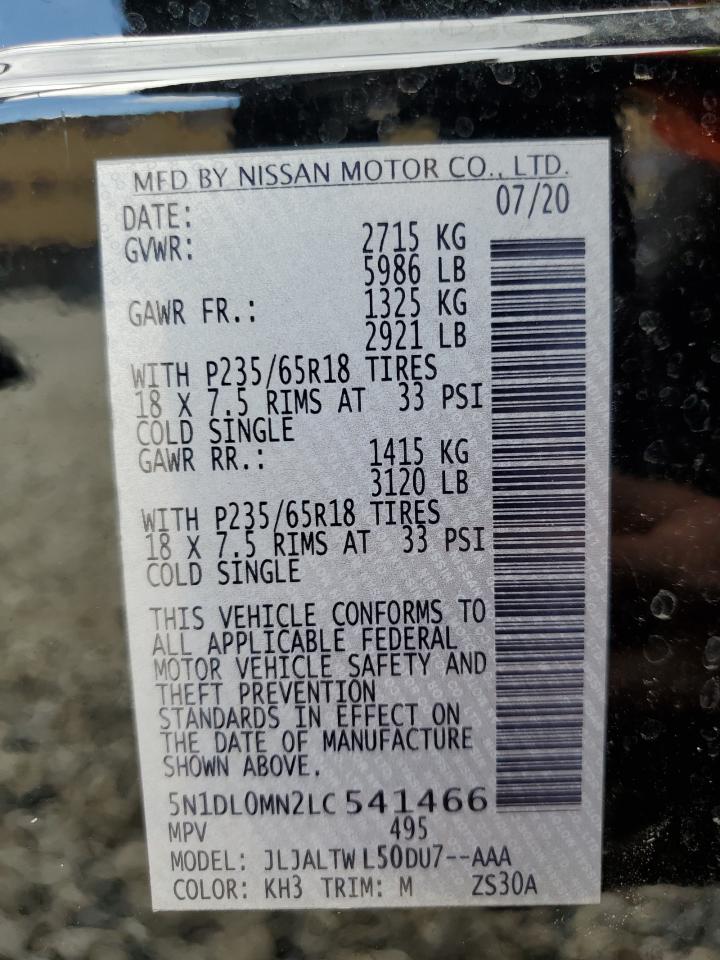 MFD BY NISSAN MOTOR CO., LTD.
DATE: 07/20
GVWR: 2715 KG
5986 LB
GAWR FR.: 1325 KG
2921 LB
WITH P235/65R18 TIRES
18 X 7.5 RIMS AT 33 PSI
COLD SINGLE
GAWR RR.: 1415 KG
3120 LB
WITH P235/65R18 TIRES
18 X 7.5 RIMS AT 33 PSI
COLD SINGLE
THIS VEHICLE CONFORMS TO
ALL APPLICABLE FEDERAL
MOTOR VEHICLE SAFETY AND
THEFT PREVENTION
STANDARDS IN EFFECT ON
THE DATE OF MANUFACTURE
SHOWN ABOVE.
5N1DL0MN2LC 541466
MPV 495
MODEL: JLJALTW L50DU7--AAA
COLOR: KH3 TRIM: M ZS30A